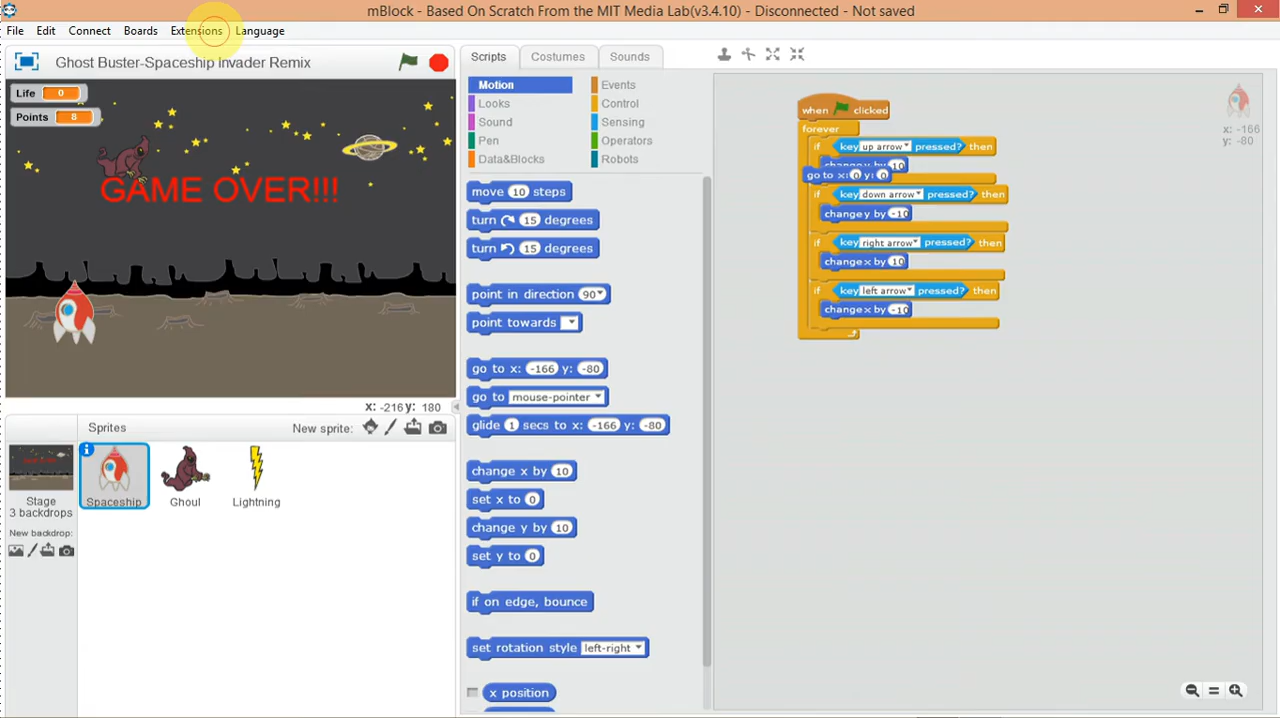 mBlock - Based On Scratch From the MIT Media Lab(v3.4.10) - Disconnected - Not saved
File Edit Connect Boards Extensions Language
Ghost Buster-Spaceship Invader Remix
Life 0
Points 8
GAME OVER!!!
x: -216 y: 180
Sprites New sprite:
Stage
3 backdrops
New backdrop:
Spaceship
Ghoul
Lightning
Scripts Costumes Sounds
Motion Events
Looks Control
Sound Sensing
Pen Operators
Data&Blocks Robots
move 10 steps
turn 15 degrees
turn 15 degrees
point in direction 90
point towards
go to x: -166 y: -80
go to mouse-pointer
glide 1 secs to x: -166 y: -80
change x by 10
set x to 0
change y by 10
set y to 0
if on edge, bounce
set rotation style left-right
x position
when clicked
forever
if key up arrow pressed? then
change y by 10
go to x: 0 y: 0
if key down arrow pressed? then
change y by -10
if key right arrow pressed? then
change x by 10
if key left arrow pressed? then
change x by -10
x: -166
y: -80